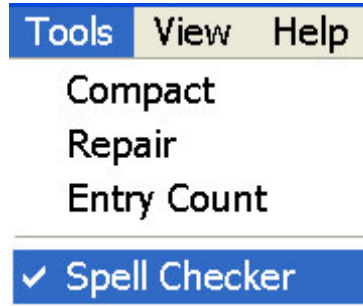 Tools View Help
Compact
Repair
Entry Count
Spell Checker